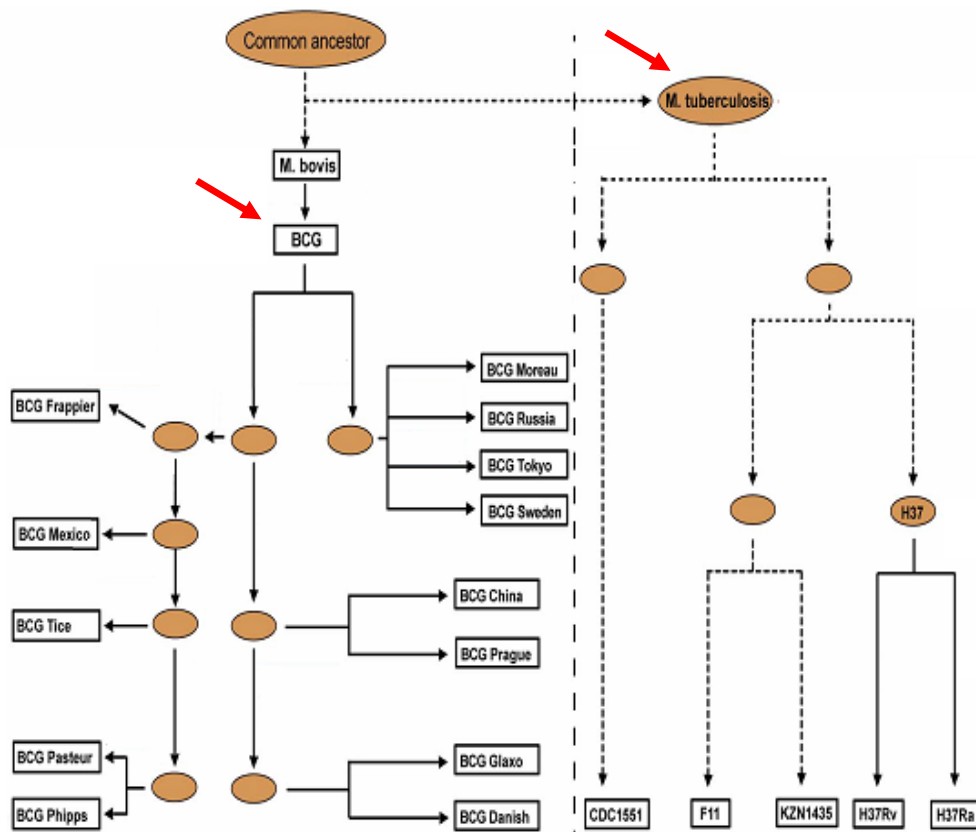 Common ancestor
M. tuberculosis
M. bovis
BCG
BCG Moreau
BCG Frappier
BCG Russia
BCG Tokyo
BCG Sweden
H37
BCG Mexico
BCG China
BCG Tice
BCG Prague
BCG Pasteur
BCG Glaxo
BCG Phipps
BCG Danish
CDC1551
F11
KZN1435
H37Rv
H37Ra